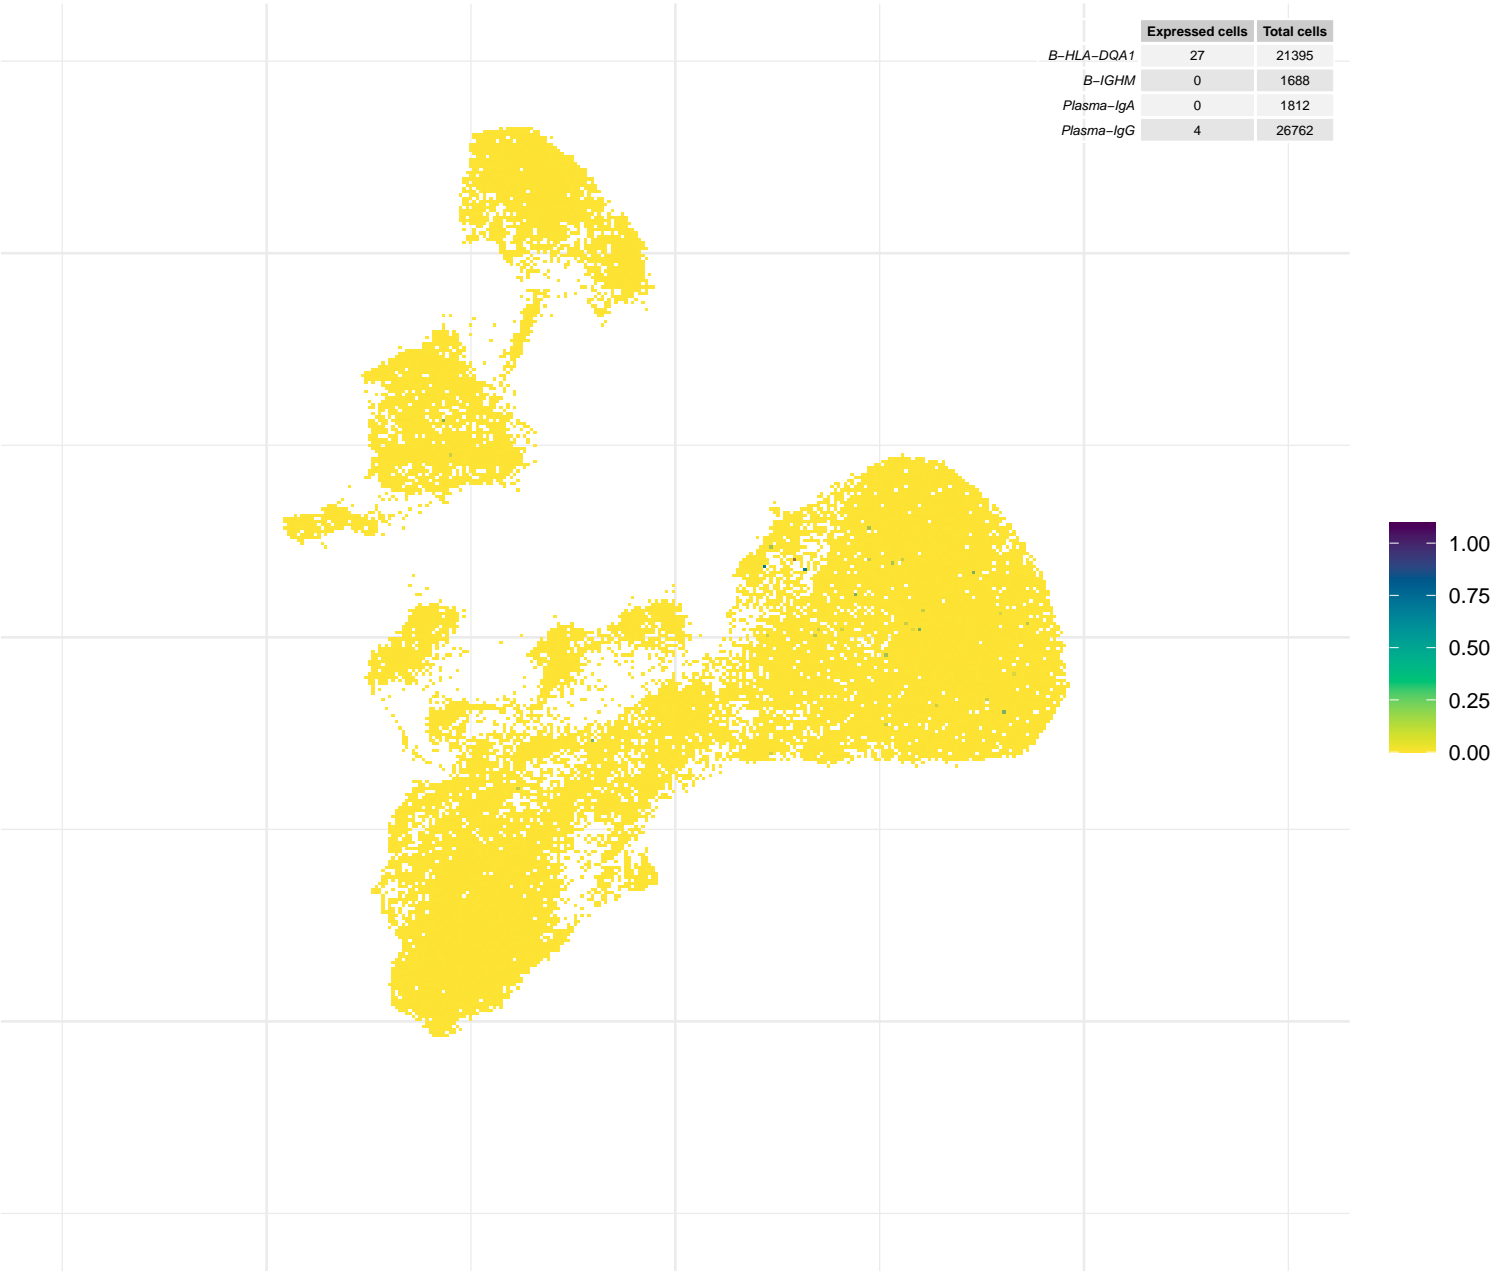 Expressed cells Total cells
B−HLA−DQA1 27 21395
B−IGHM 0 1688
Plasma−IgA 0 1812
Plasma−IgG 4 26762
1.00
0.75
0.50
0.25
0.00